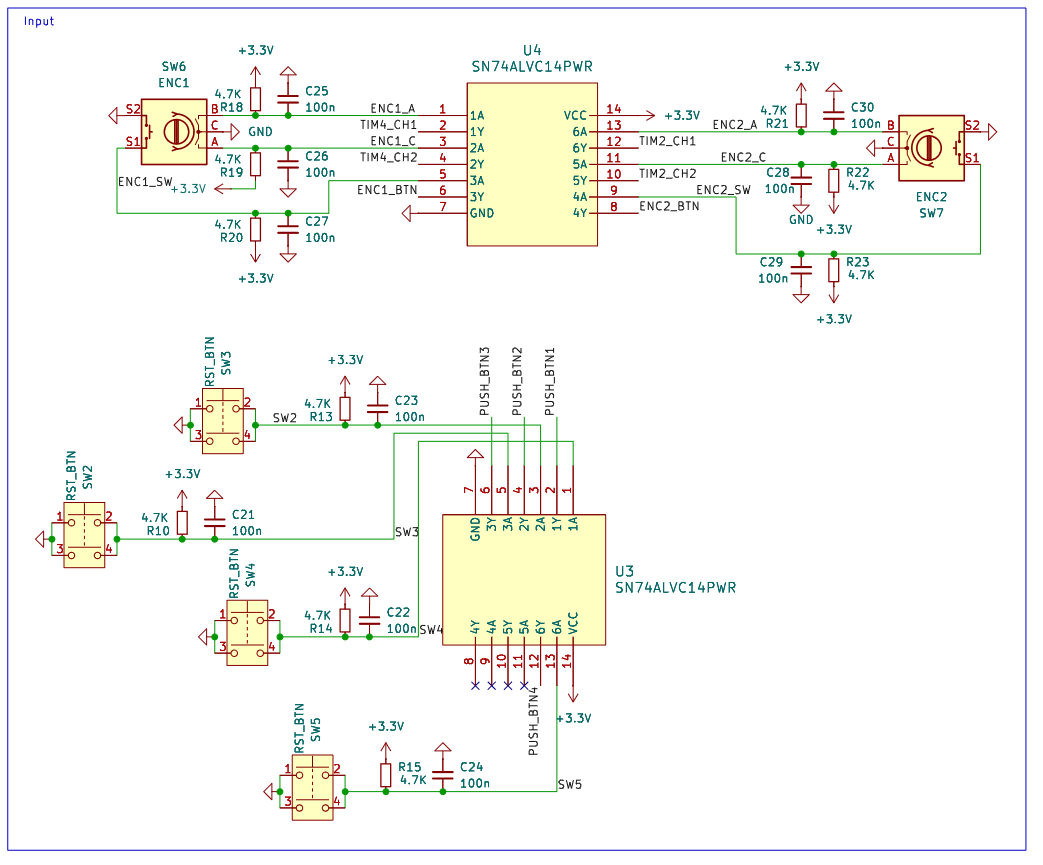 Input
SW6
ENC1
S2
S1
B
C
A
GND
ENC1_SW
+3.3V
4.7K
R18
C25
100n
4.7K
R19
+3.3V
C26
100n
4.7K
R20
C27
100n
+3.3V
ENC1_A
TIM4_CH1
ENC1_C
TIM4_CH2
ENC1_BTN
U4
SN74ALVC14PWR
1 1A
2 1Y
3 2A
4 2Y
5 3A
6 3Y
7 GND
VCC 14
6A 13
6Y 12
5A 11
5Y 10
4A 9
4Y 8
+3.3V
ENC2_A
TIM2_CH1
ENC2_C
TIM2_CH2
ENC2_SW
ENC2_BTN
+3.3V
4.7K
R21
C30
100n
C28
100n
GND
R22
4.7K
+3.3V
B
C
A
S2
S1
ENC2
SW7
C29
100n
R23
4.7K
+3.3V
RST_BTN
SW3
1
2
3
4
SW2
+3.3V
4.7K
R13
C23
100n
PUSH_BTN3
PUSH_BTN2
PUSH_BTN1
RST_BTN
SW2
1
2
3
4
+3.3V
4.7K
R10
C21
100n
SW3
RST_BTN
SW4
1
2
3
4
+3.3V
4.7K
R14
C22
100n
SW4
7 GND
6 3Y
5 3A
4 2Y
3 2A
2 1Y
1 1A
U3
SN74ALVC14PWR
4Y 8
4A 9
5Y 10
5A 11
6Y 12
6A 13
VCC 14
PUSH_BTN4
+3.3V
RST_BTN
SW5
1
2
3
4
+3.3V
R15
4.7K
C24
100n
SW5